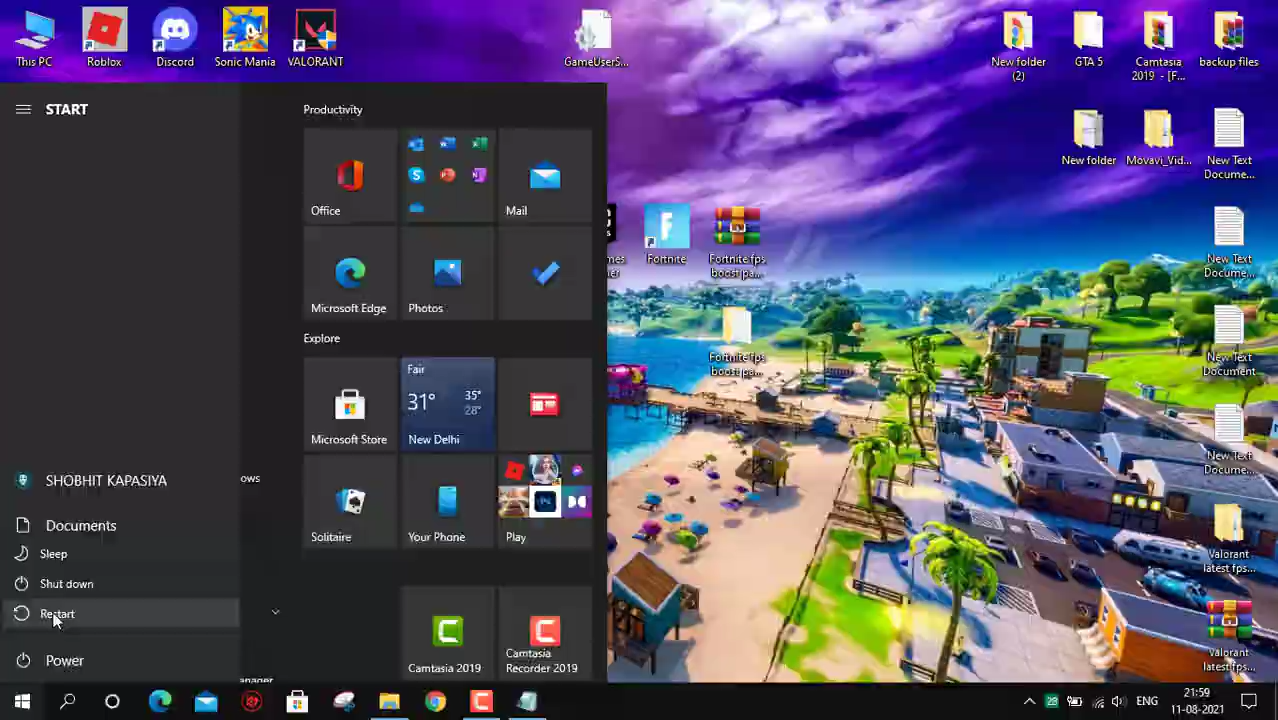 This PC
Roblox
Discord
Sonic Mania
VALORANT
GameUserS...
New folder
(2)
GTA 5
Camtasia
2019 - [F...
backup files
START
Productivity
Office
Mail
New folder
Movavi_Vid...
New Text
Docume...
Microsoft Edge
Photos
Fortnite
Fortnite fps
boost pa...
New Text
Docume...
Explore
Fair
31°
35°
28°
Microsoft Store
New Delhi
Fortnite fps
boost pa...
New Text
Document
SHOBHIT KAPASIYA
ows
Solitaire
Your Phone
Play
New Text
Docume...
Documents
Sleep
Shut down
Restart
Power
Camtasia 2019
Camtasia
Recorder 2019
Valorant
latest fps...
Valorant
latest fps...
ENG
21:59
11-08-2021